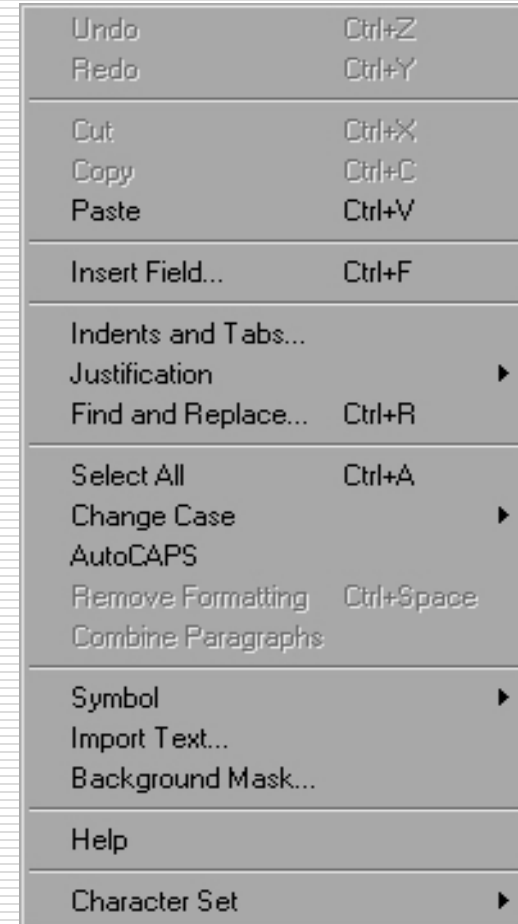 Undo Ctrl+Z
Redo Ctrl+Y
Cut Ctrl+X
Copy Ctrl+C
Paste Ctrl+V
Insert Field... Ctrl+F
Indents and Tabs...
Justification
Find and Replace... Ctrl+R
Select All Ctrl+A
Change Case
AutoCAPS
Remove Formatting Ctrl+Space
Combine Paragraphs
Symbol
Import Text...
Background Mask...
Help
Character Set